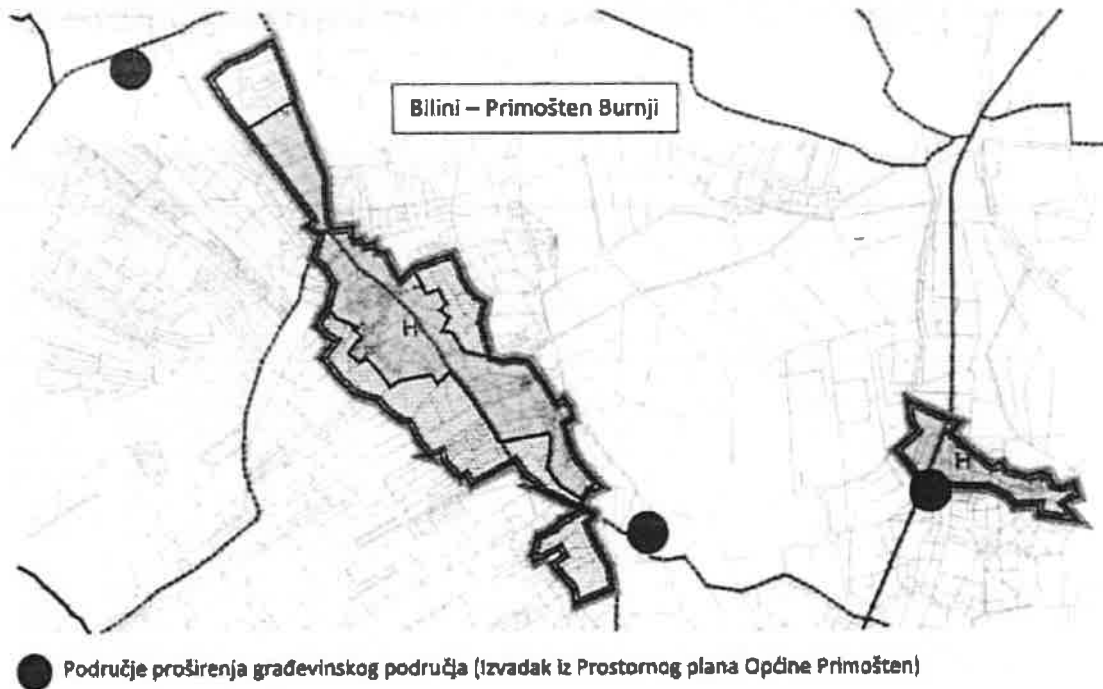 Bilini – Primošten Burnji
H
H
Područje proširenja građevinskog područja (Izvadak iz Prostornog plana Općine Primošten)